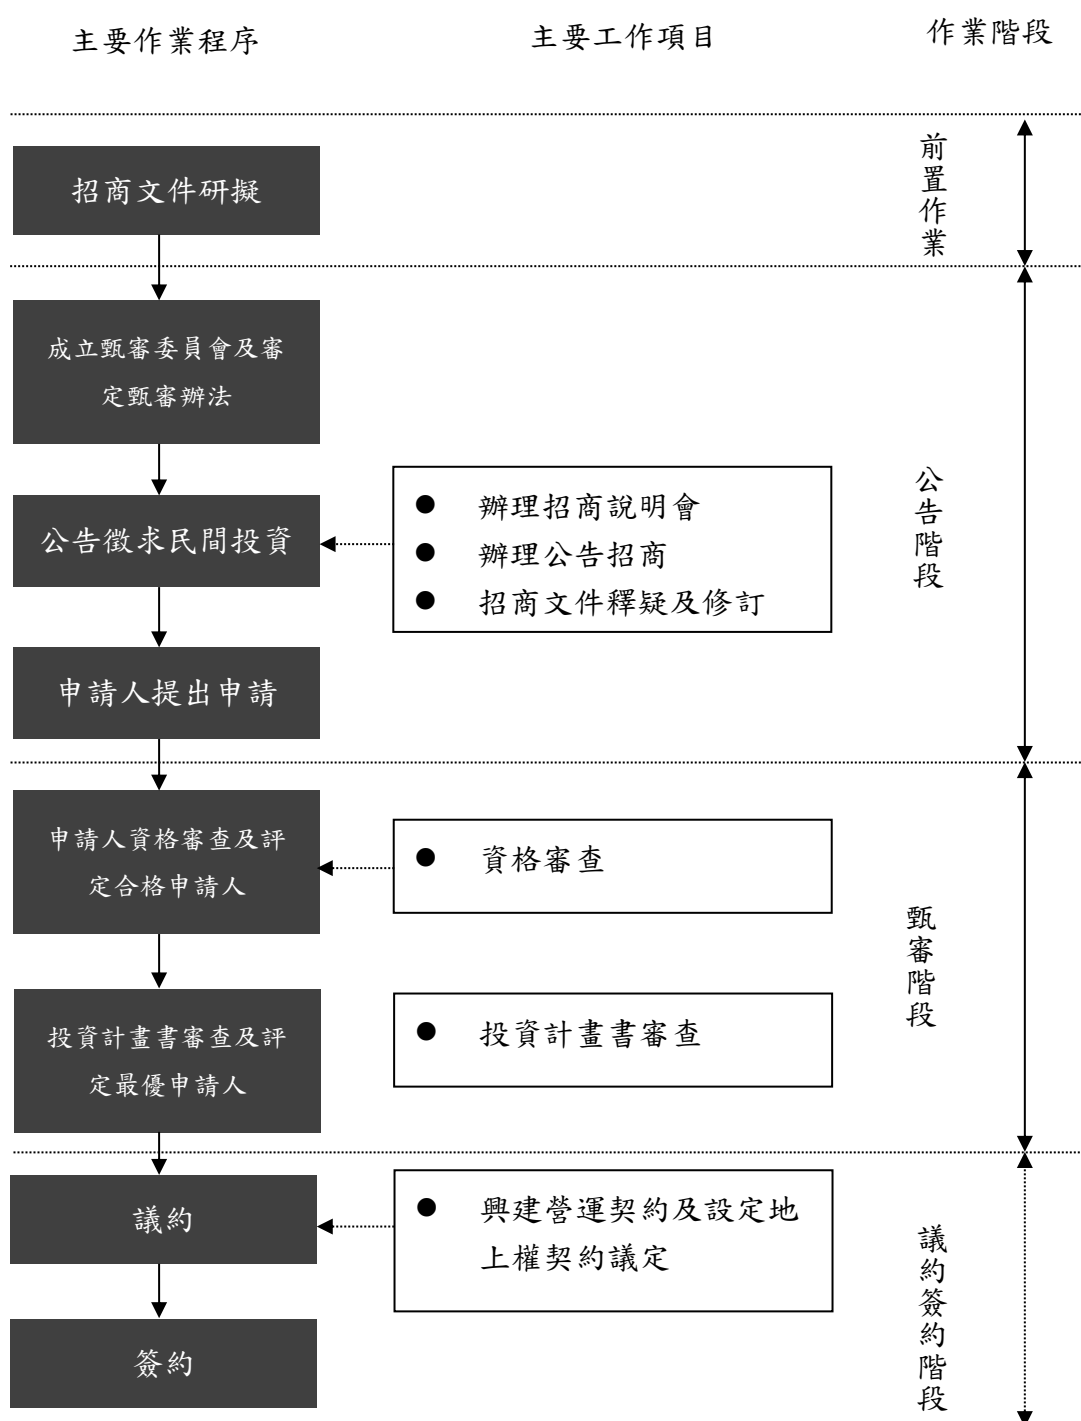 主要作業程序
主要工作項目
作業階段
招商文件研擬
前置作業
成立甄審委員會及審
定甄審辦法
公告徵求民間投資
● 辦理招商說明會
● 辦理公告招商
● 招商文件釋疑及修訂
公告階段
申請人提出申請
申請人資格審查及評
定合格申請人
● 資格審查
甄審階段
投資計畫書審查及評
定最優申請人
● 投資計畫書審查
議約
● 興建營運契約及設定地
上權契約議定
議約簽約階段
簽約